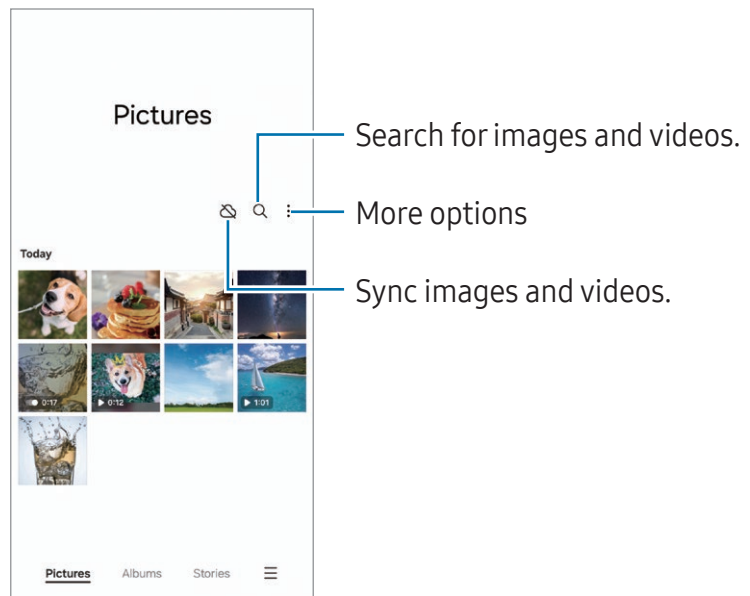 Pictures
Search for images and videos.
More options
Today
Sync images and videos.
0:17
0:12
1:01
Pictures Albums Stories